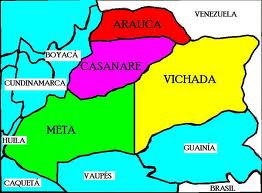 VENEZUELA
ARAUCA
BOYACÁ
CASANARE
CUNDINAMARCA
VICHADA
META
HUILA
GUAINÍA
CAQUETÁ
VAUPÉS
BRASIL